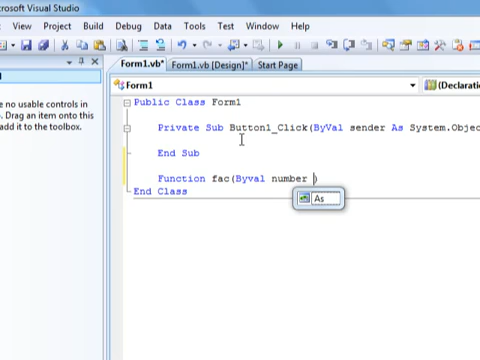 crosoft Visual Studio
View Project Build Debug Data Tools Test Window Help
Form1.vb* Form1.vb [Design]* Start Page
e no usable controls in
. Drag an item onto this
add it to the toolbox.
Form1
(Declaratio
Public Class Form1
Private Sub Button1_Click(ByVal sender As System.Objec
End Sub
Function fac(Byval number )
As
End Class